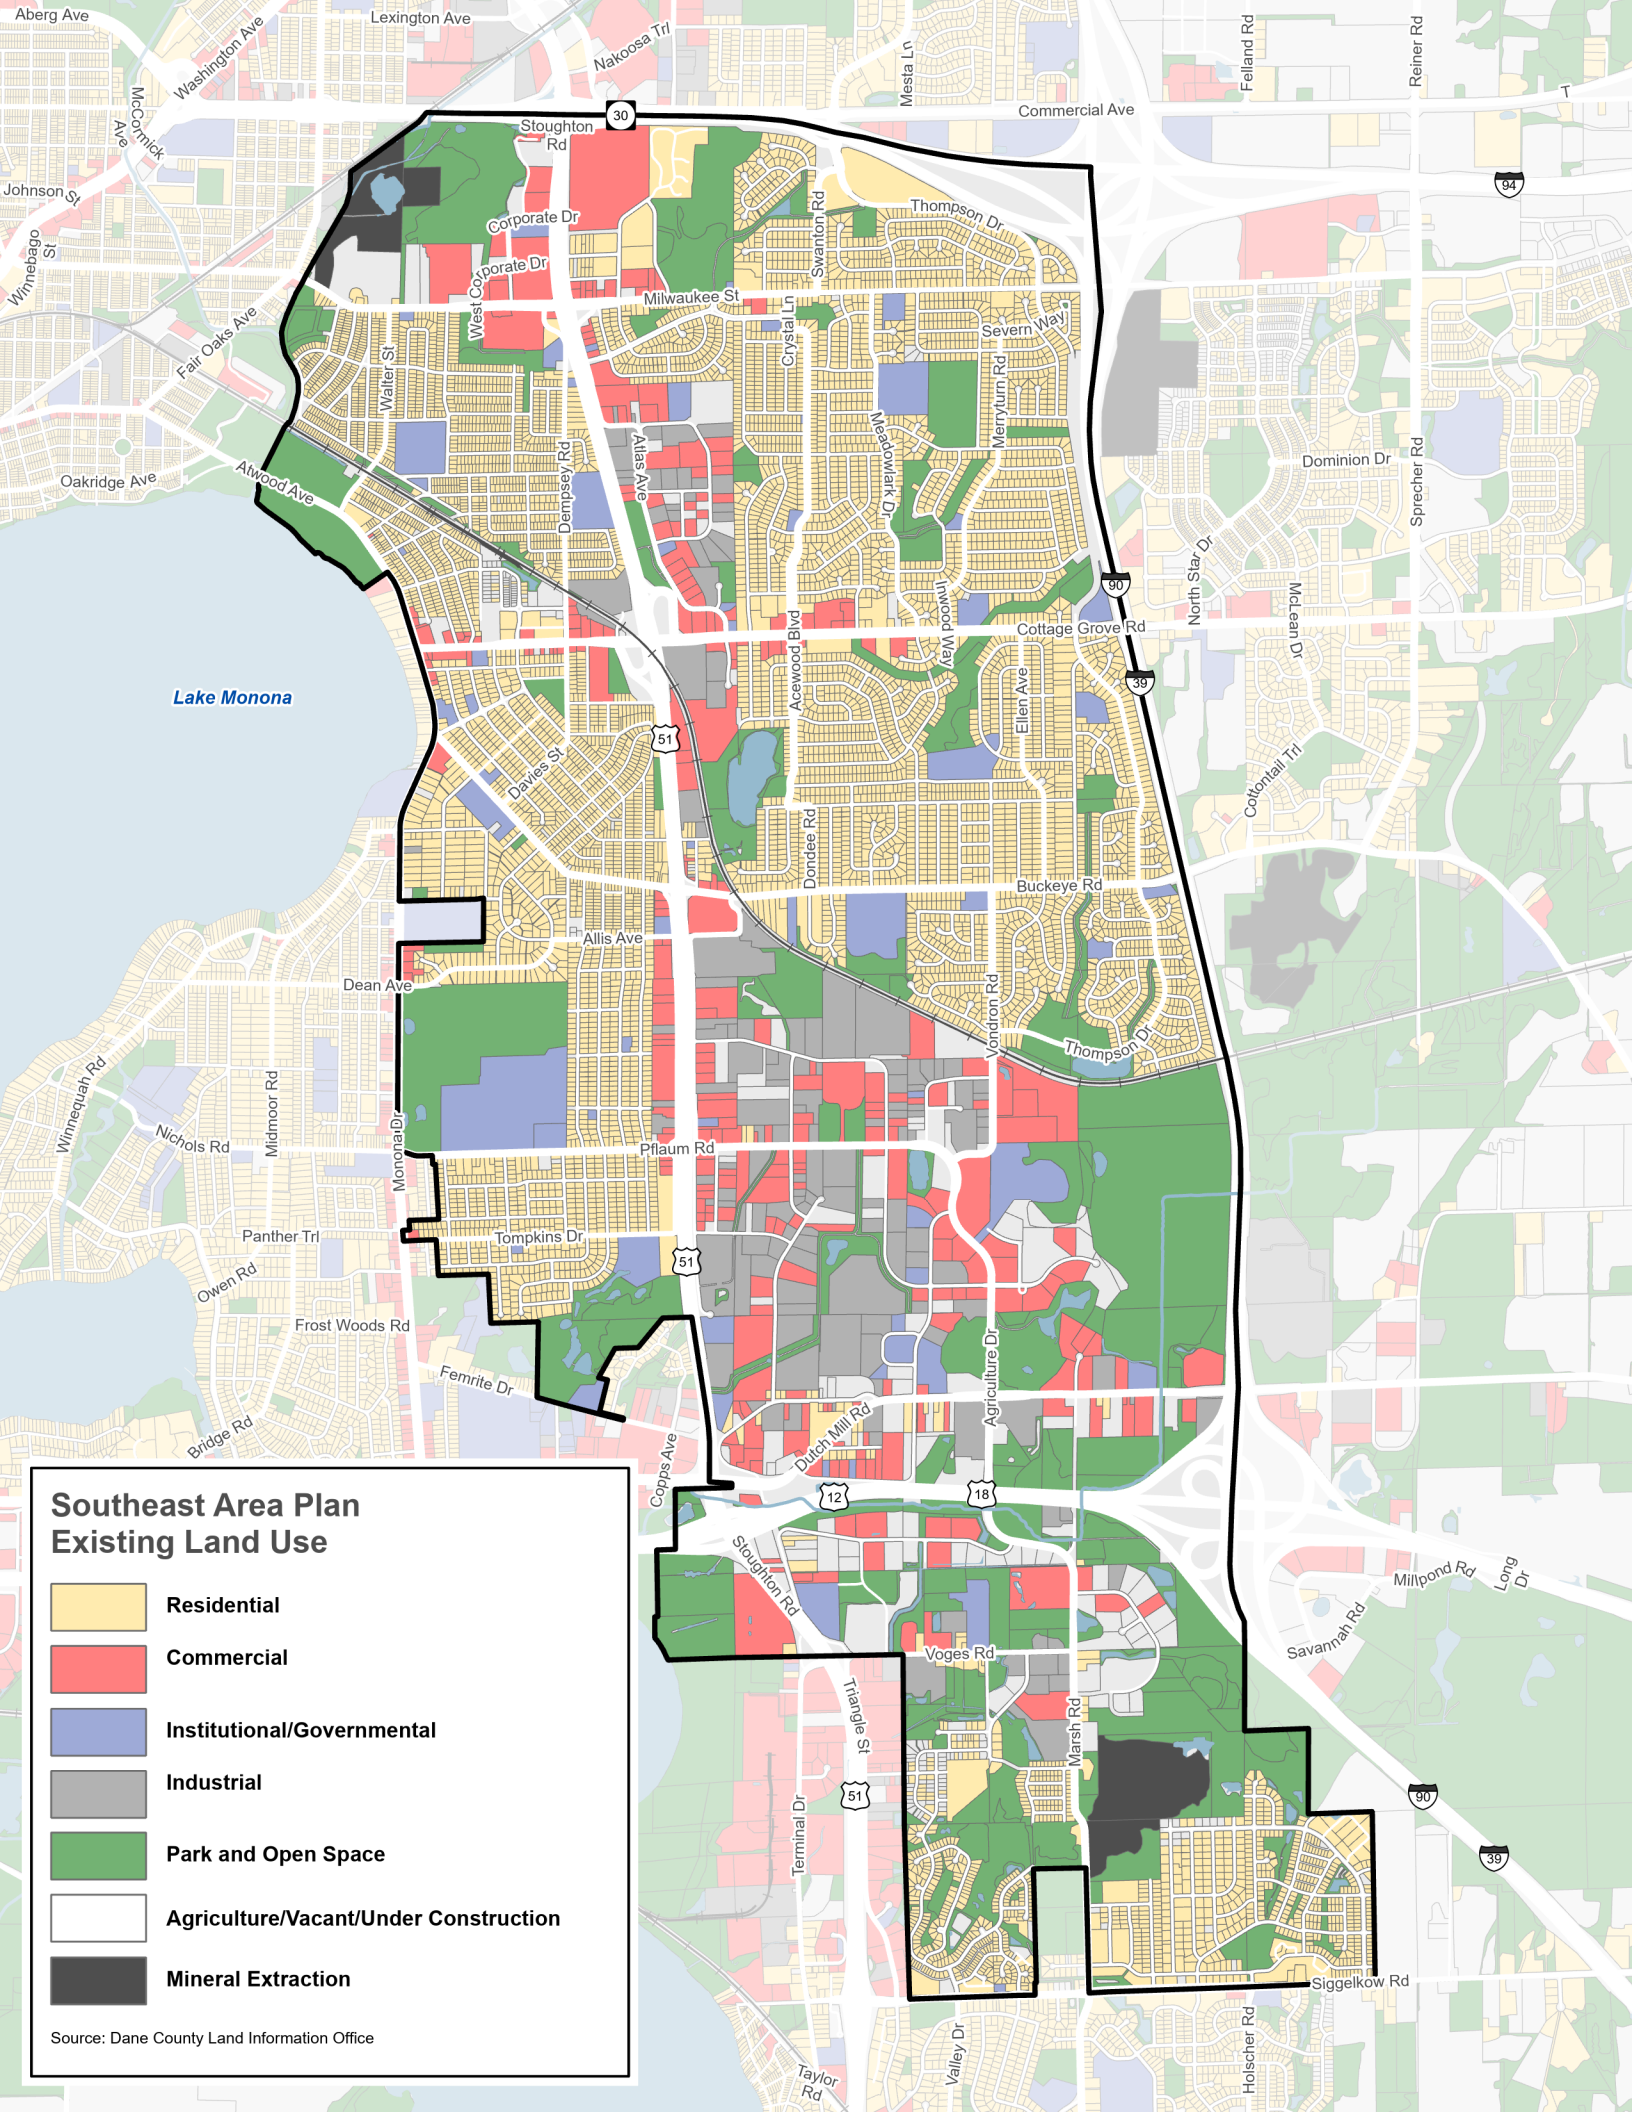 Aberg Ave
Lexington Ave
Washington Ave
Nakoosa Trl
Mesta Ln
Felland Rd
Reiner Rd
McCormick
Ave
30
Commercial Ave
T
Stoughton
Rd
Johnson St
94
Winnebago
St
Corporate Dr
Swanton Rd
Thompson Dr
West Corporate Dr
Milwaukee St
Fair Oaks Ave
Walter St
Crystal Ln
Severn Way
Merryturn Rd
Oakridge Ave
Atwood Ave
Dempsey Rd
Atlas Ave
Meadowlark Dr
Dominion Dr
Sprecher Rd
North Star Dr
90
McLean Dr
Inwood Way
Cottage Grove Rd
Lake Monona
Acewood Blvd
Ellen Ave
39
51
Davies St
Cottontail Trl
Dondee Rd
Buckeye Rd
Allis Ave
Dean Ave
Vondron Rd
Thompson Dr
Winnequah Rd
Midmoor Rd
Nichols Rd
Monona Dr
Pflaum Rd
Panther Trl
Tompkins Dr
Owen Rd
51
Frost Woods Rd
Femrite Dr
Agriculture Dr
Bridge Rd
Copps Ave
Dutch Mill Rd
12
18
Stoughton Rd
Millpond Rd
Long
Dr
Savannah Rd
Voges Rd
Triangle St
Marsh Rd
51
90
Terminal Dr
39
Siggelkow Rd
Valley Dr
Holscher Rd
Taylor
Rd
Southeast Area Plan
Existing Land Use
Residential
Commercial
Institutional/Governmental
Industrial
Park and Open Space
Agriculture/Vacant/Under Construction
Mineral Extraction
Source: Dane County Land Information Office